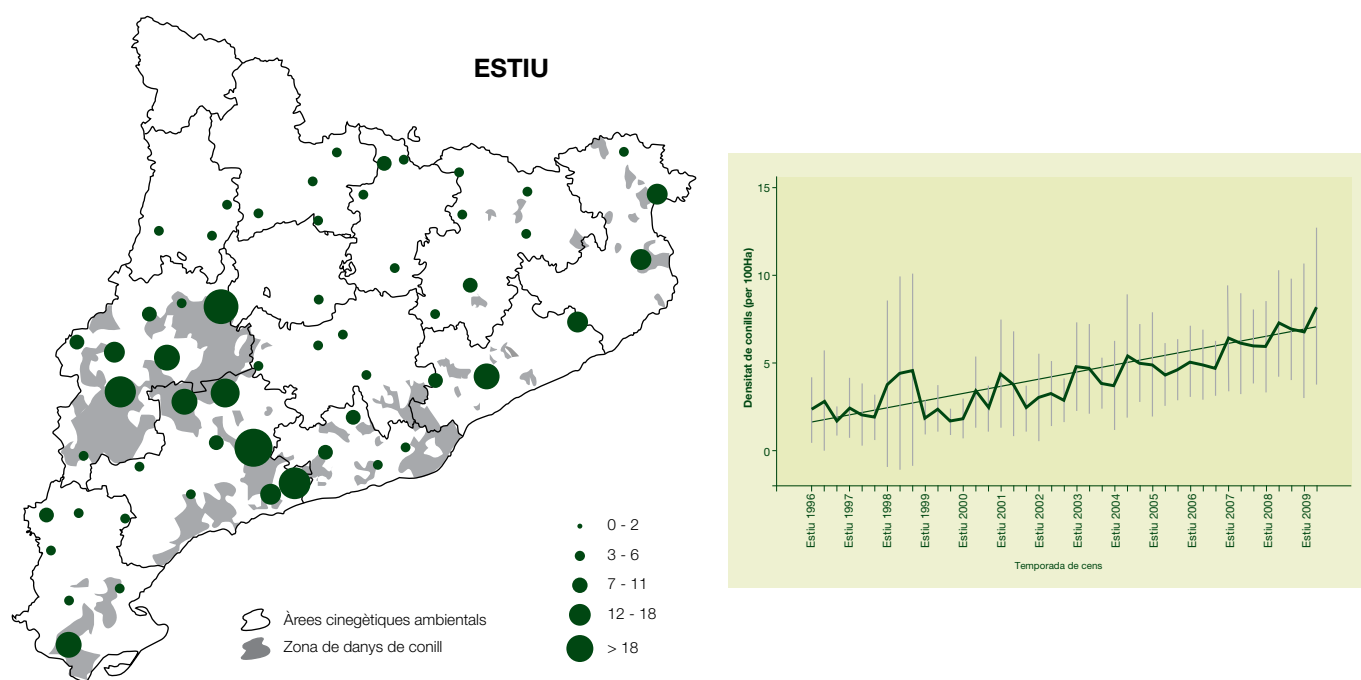 ESTIU
0 - 2
3 - 6
7 - 11
12 - 18
> 18
Àrees cinegètiques ambientals
Zona de danys de conill
Densitat de conills (per 100Ha)
15
10
5
0
Estiu 1996
Estiu 1997
Estiu 1998
Estiu 1999
Estiu 2000
Estiu 2001
Estiu 2002
Estiu 2003
Estiu 2004
Estiu 2005
Estiu 2006
Estiu 2007
Estiu 2008
Estiu 2009
Temporada de cens